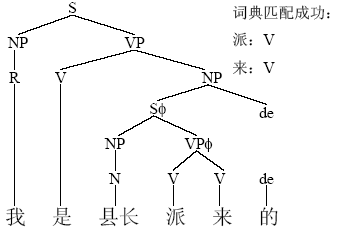 S
词典匹配成功：
NP VP
派：V
R V NP
来：V
Sϕ de
NP VPϕ
N V V de
我 是 县长 派 来 的